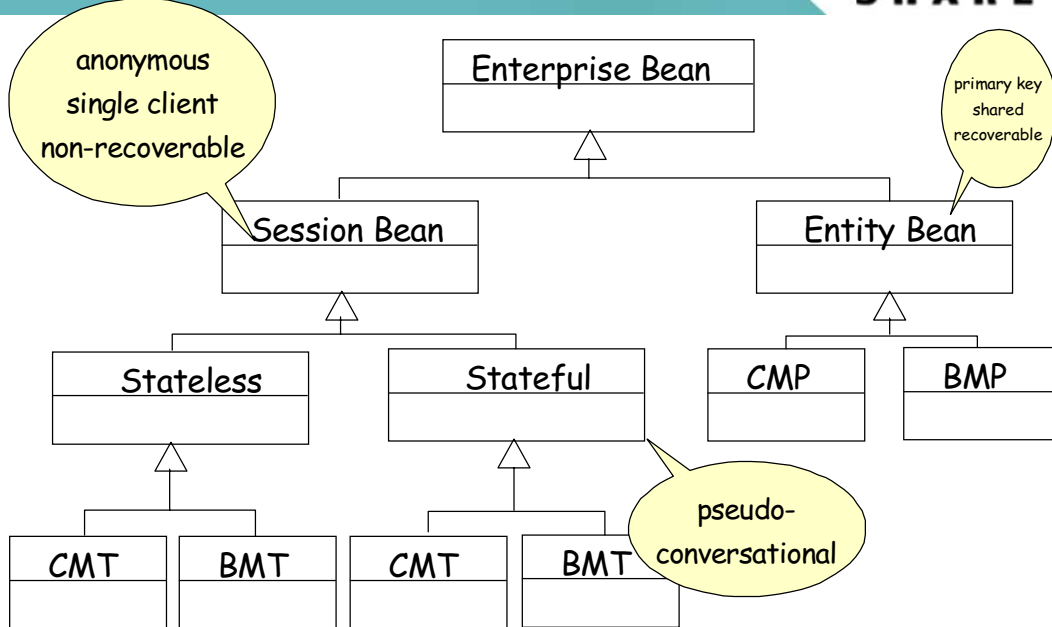 anonymous
single client
non-recoverable
Enterprise Bean
primary key
shared
recoverable
Session Bean
Entity Bean
Stateless
Stateful
CMP
BMP
pseudo-
conversational
CMT
BMT
CMT
BMT